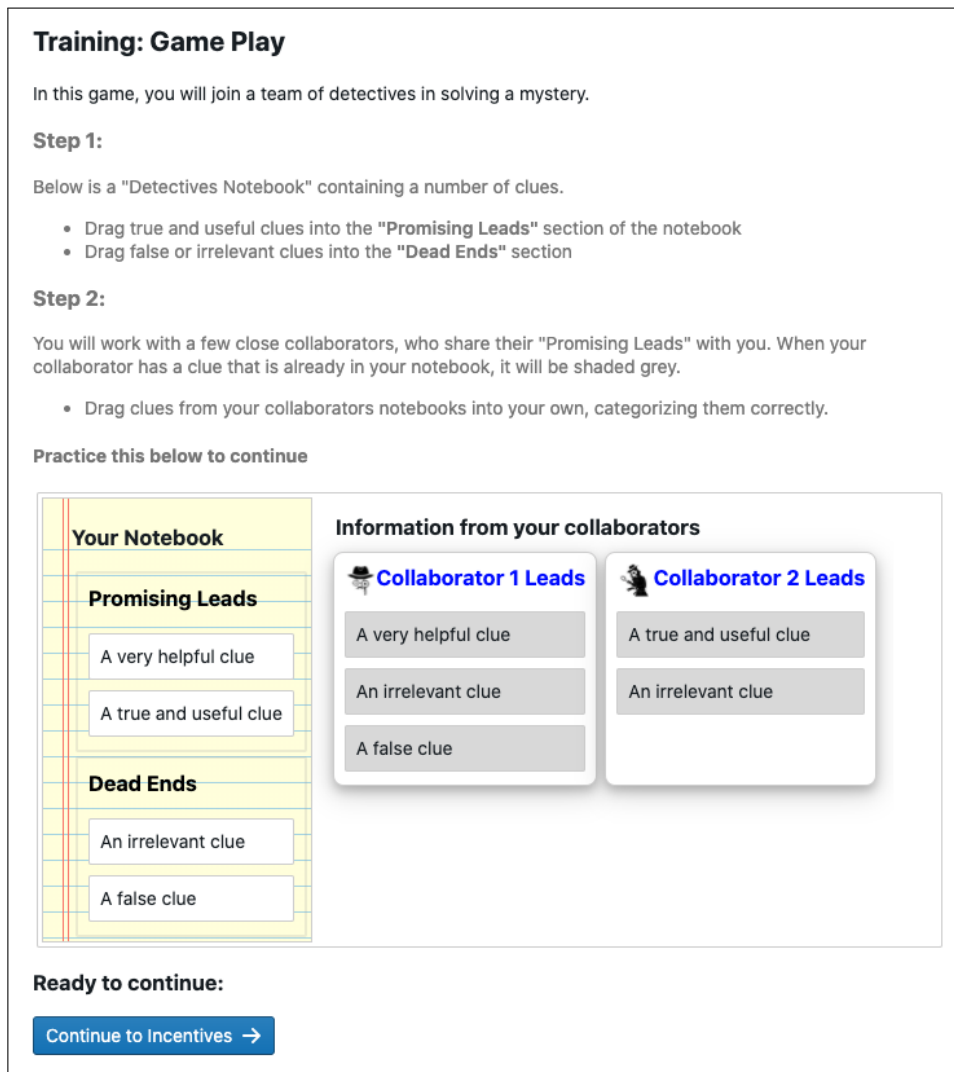 Training: Game Play
In this game, you will join a team of detectives in solving a mystery.
Step 1:
Below is a "Detectives Notebook" containing a number of clues.
• Drag true and useful clues into the "Promising Leads" section of the notebook
• Drag false or irrelevant clues into the "Dead Ends" section
Step 2:
You will work with a few close collaborators, who share their "Promising Leads" with you. When your
collaborator has a clue that is already in your notebook, it will be shaded grey.
• Drag clues from your collaborators notebooks into your own, categorizing them correctly.
Practice this below to continue
Your Notebook
Promising Leads
A very helpful clue
A true and useful clue
Dead Ends
An irrelevant clue
A false clue
Information from your collaborators
Collaborator 1 Leads
A very helpful clue
An irrelevant clue
A false clue
Collaborator 2 Leads
A true and useful clue
An irrelevant clue
Ready to continue:
Continue to Incentives →